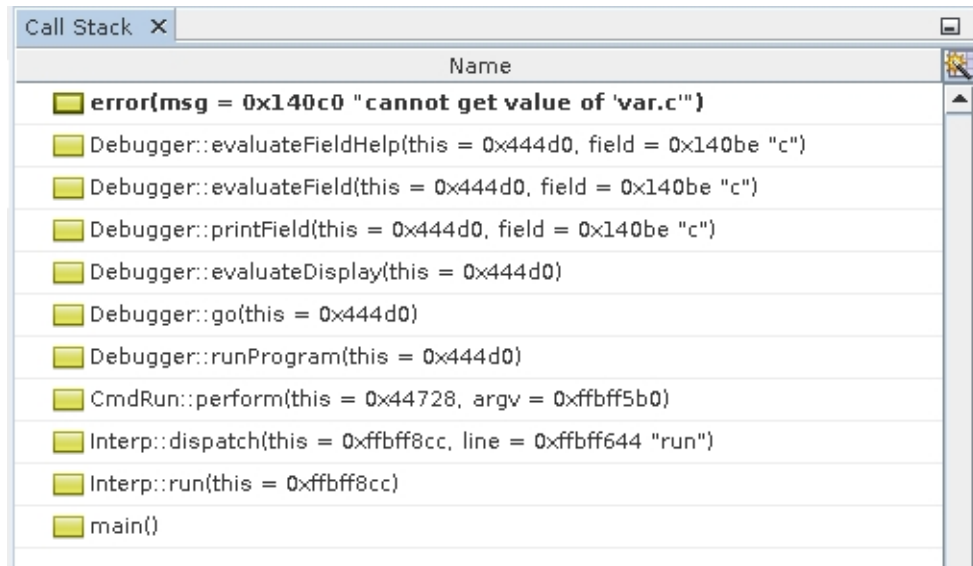 Call Stack
Name
error(msg = 0x140c0 "cannot get value of 'var.c'")
Debugger::evaluateFieldHelp(this = 0x444d0, field = 0x140be "c")
Debugger::evaluateField(this = 0x444d0, field = 0x140be "c")
Debugger::printField(this = 0x444d0, field = 0x140be "c")
Debugger::evaluateDisplay(this = 0x444d0)
Debugger::go(this = 0x444d0)
Debugger::runProgram(this = 0x444d0)
CmdRun::perform(this = 0x44728, argv = 0xffbff5b0)
Interp::dispatch(this = 0xffbff8cc, line = 0xffbff644 "run")
Interp::run(this = 0xffbff8cc)
main()